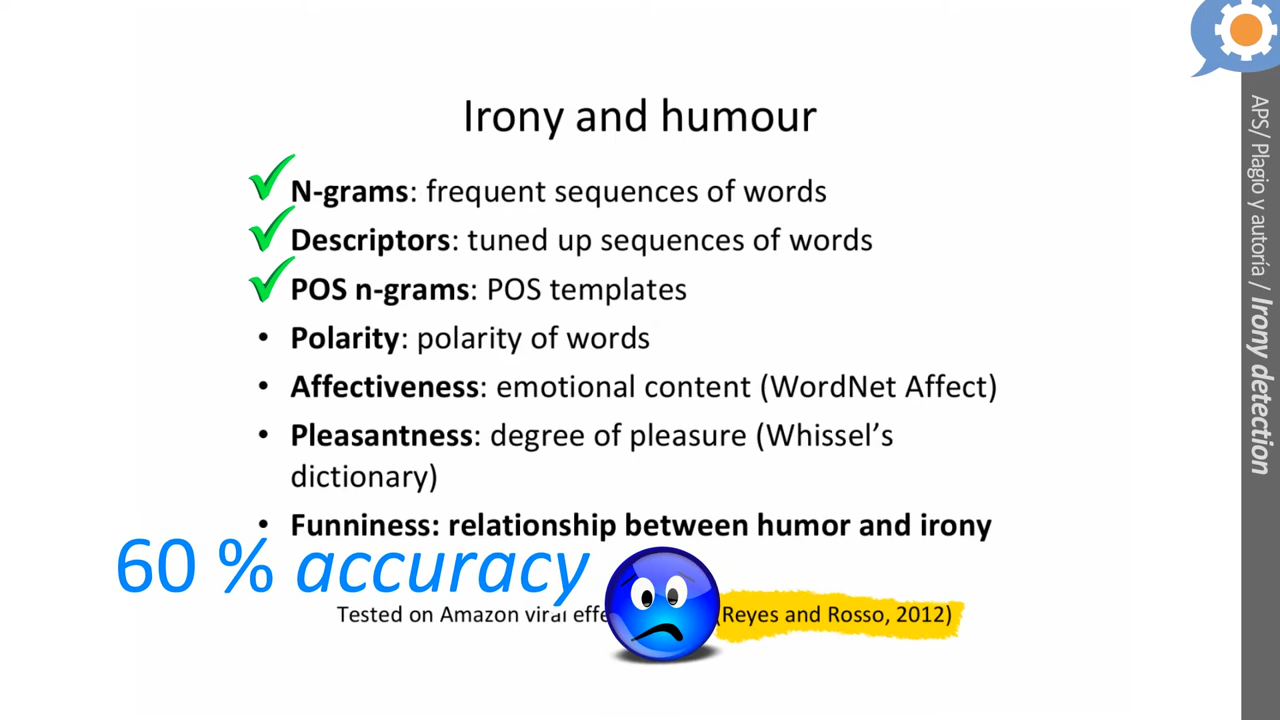 Irony and humour
N-grams: frequent sequences of words
Descriptors: tuned up sequences of words
POS n-grams: POS templates
• Polarity: polarity of words
• Affectiveness: emotional content (WordNet Affect)
• Pleasantness: degree of pleasure (Whissel's
dictionary)
• Funniness: relationship between humor and irony
60 % accuracy
Tested on Amazon viral (Reyes and Rosso, 2012)
APS/ Plagio y autoría / Irony detection